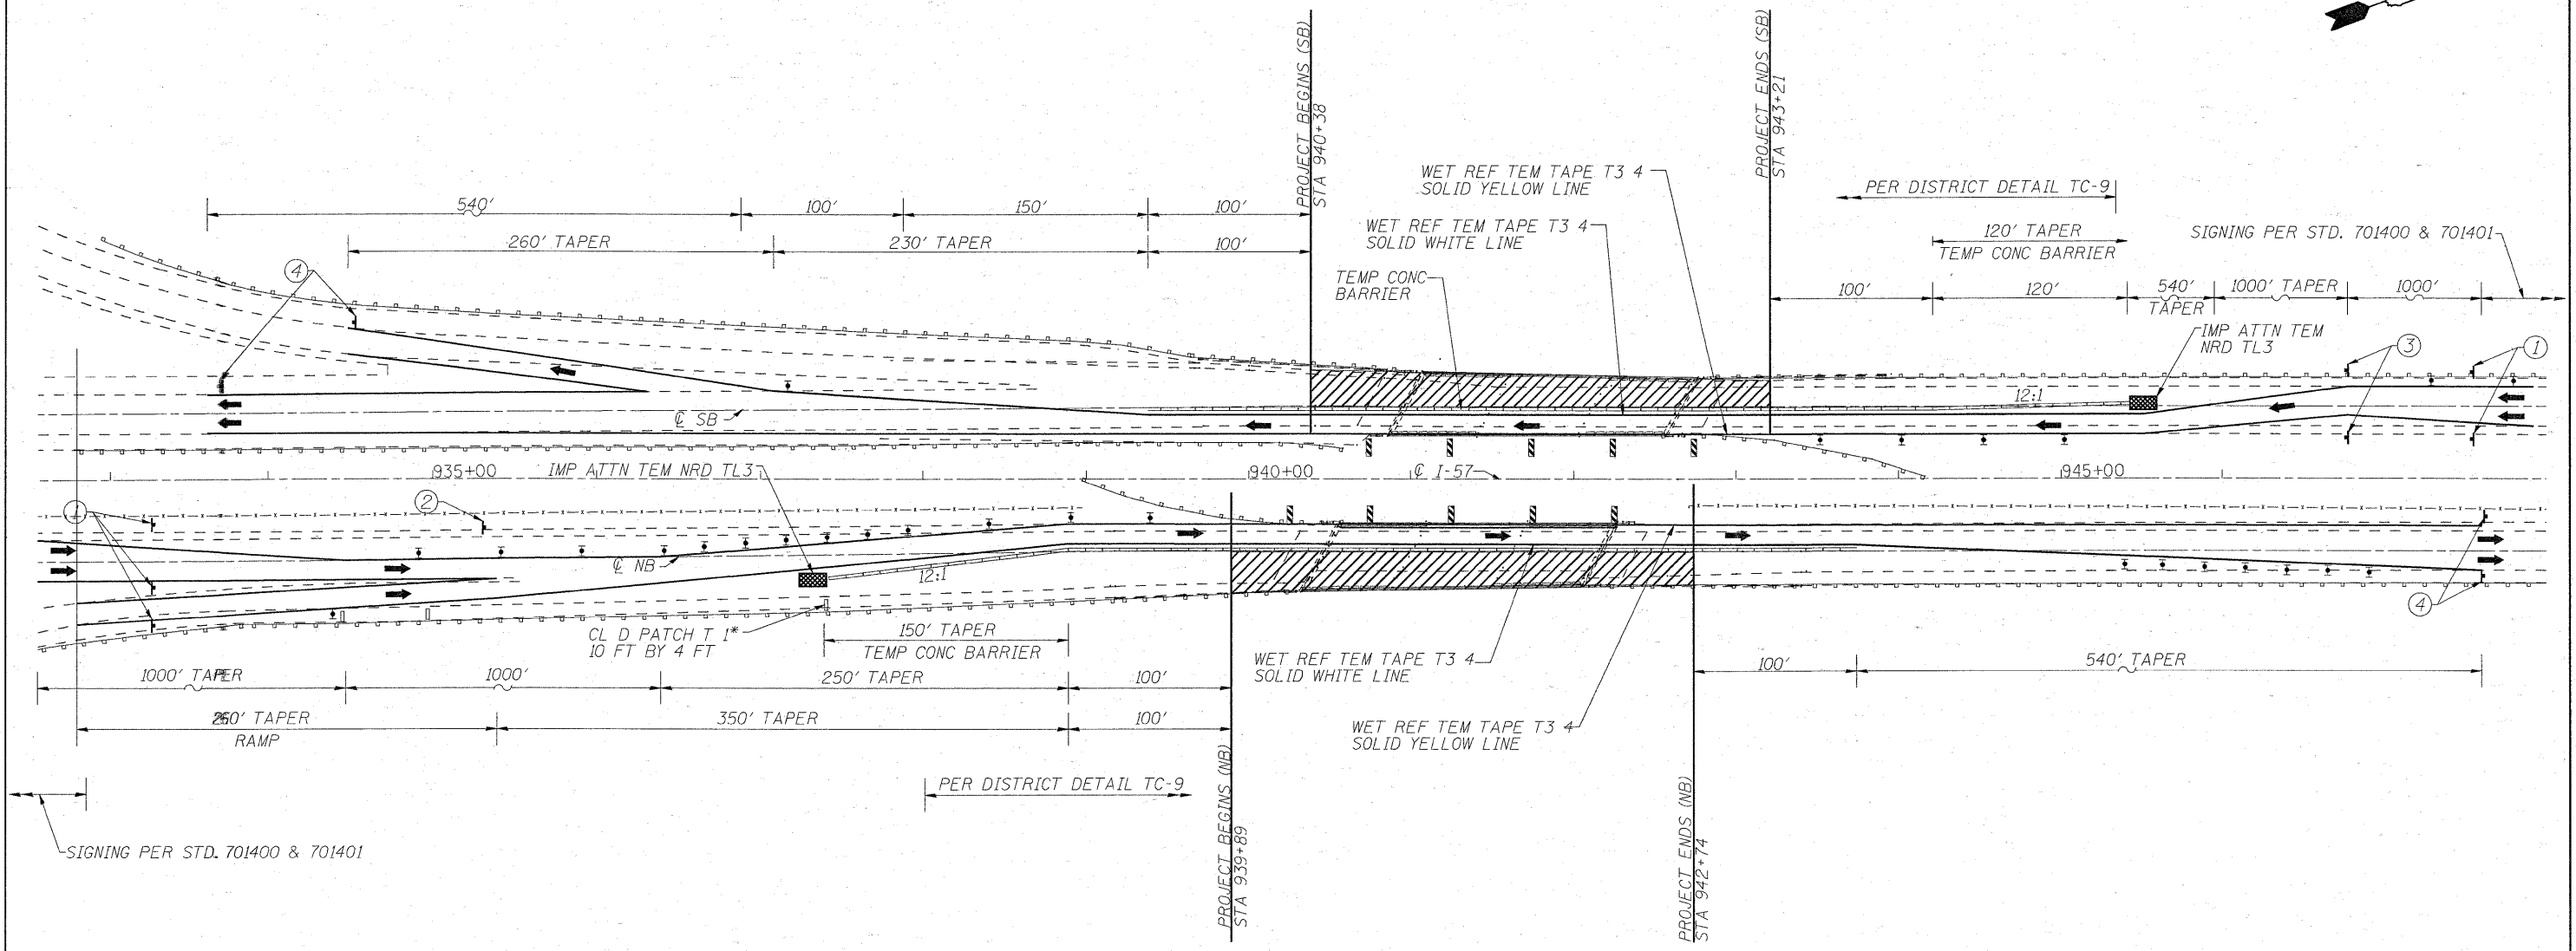 PROJECT BEGINS (SB)
STA 940+38
PROJECT ENDS (SB)
STA 943+21
WET REF TEM TAPE T3 4
SOLID YELLOW LINE
PER DISTRICT DETAIL TC-9
540'
100'
150'
100'
WET REF TEM TAPE T3 4
SOLID WHITE LINE
120' TAPER
TEMP CONC BARRIER
SIGNING PER STD. 701400 & 701401
260' TAPER
230' TAPER
100'
TEMP CONC
BARRIER
100'
120'
540'
TAPER
1000' TAPER
1000'
4
IMP ATTN TEM
NRD TL3
3
1
12:1
℄ SB
935+00
IMP ATTN TEM NRD TL3
940+00
℄ I-57
945+00
1
2
℄ NB
12:1
4
CL D PATCH T 1*
10 FT BY 4 FT
150' TAPER
TEMP CONC BARRIER
WET REF TEM TAPE T3 4
SOLID WHITE LINE
100'
540' TAPER
1000' TAPER
1000'
250' TAPER
100'
TAPER
RAMP
350' TAPER
100'
WET REF TEM TAPE T3 4
SOLID YELLOW LINE
PER DISTRICT DETAIL TC-9
PROJECT BEGINS (NB)
STA 939+89
PROJECT ENDS (NB)
STA 942+74
SIGNING PER STD. 701400 & 701401